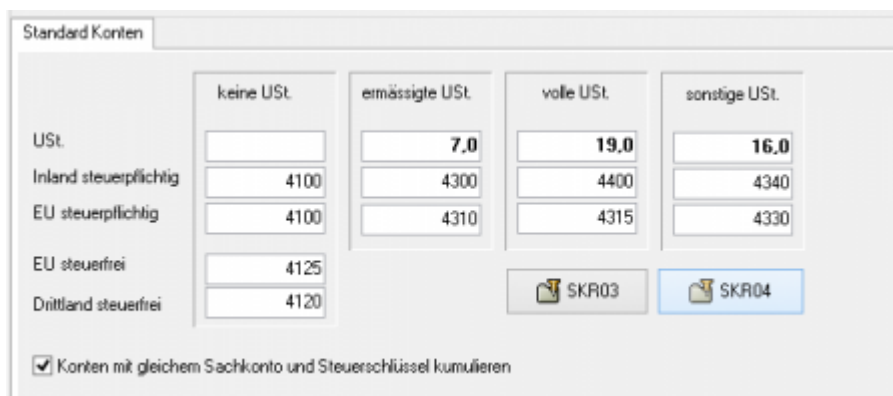 Standard Konten
keine USt. ermässigte USt. volle USt. sonstige USt.
USt. 7,0 19,0 16,0
Inland steuerpflichtig 4100 4300 4400 4340
EU steuerpflichtig 4100 4310 4315 4330
EU steuerfrei 4125
Drittland steuerfrei 4120
SKR03 SKR04
Konten mit gleichem Sachkonto und Steuerschlüssel kumulieren